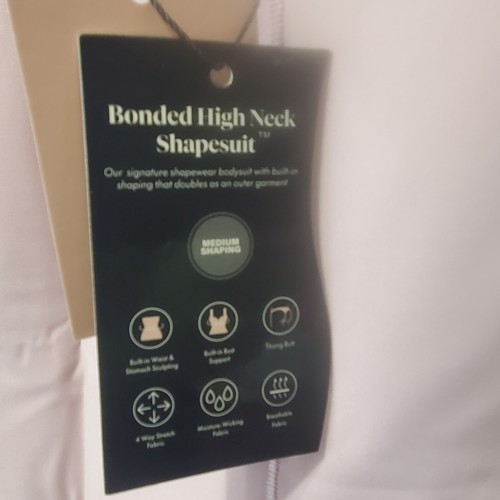 Bonded High Neck
Shapesuit™
Our signature shapewear bodysuit with built-in
shaping that doubles as an outer garment
MEDIUM
SHAPING
Built-in Waist &
Stomach Sculpting
Built-in Bust
Support
Thong Butt
4 Way Stretch
Fabric
Moisture-Wicking
Fabric
Breathable
Fabric